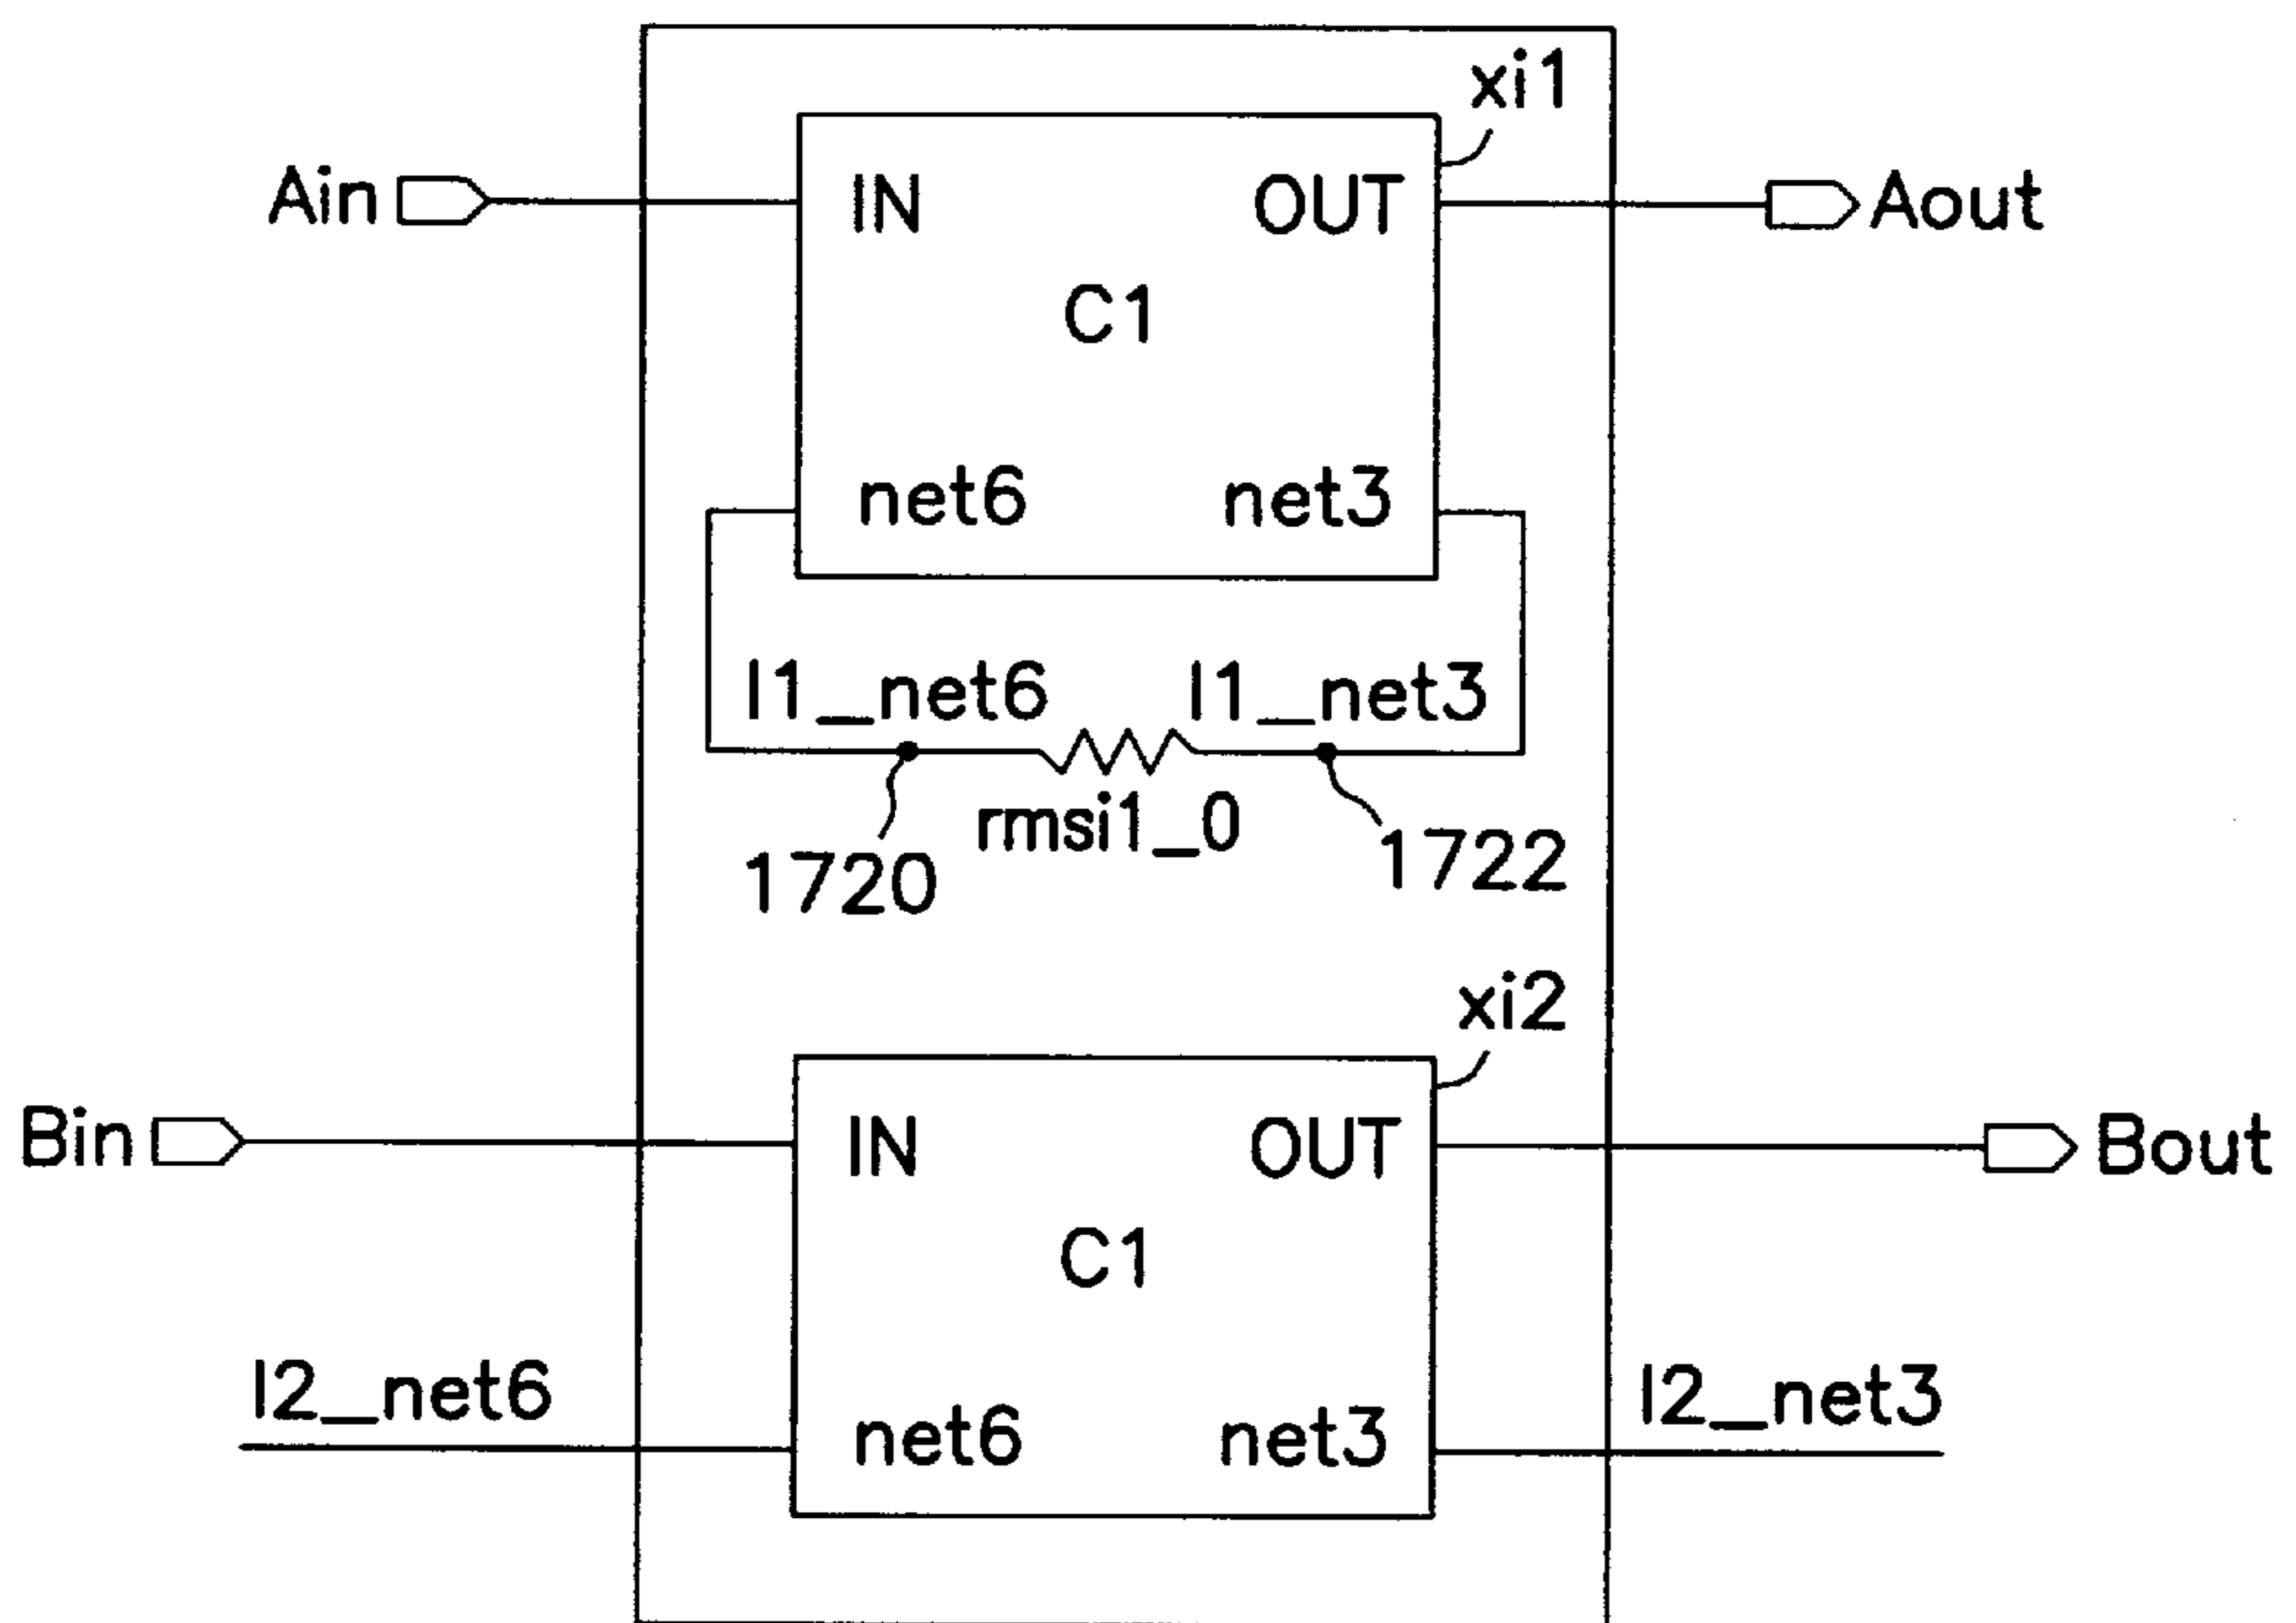 xi1
Ain
IN
OUT
Aout
C1
net6
net3
I1_net6
I1_net3
rmsi1_0
1720
1722
xi2
Bin
IN
OUT
Bout
C1
I2_net6
I2_net3
net6
net3